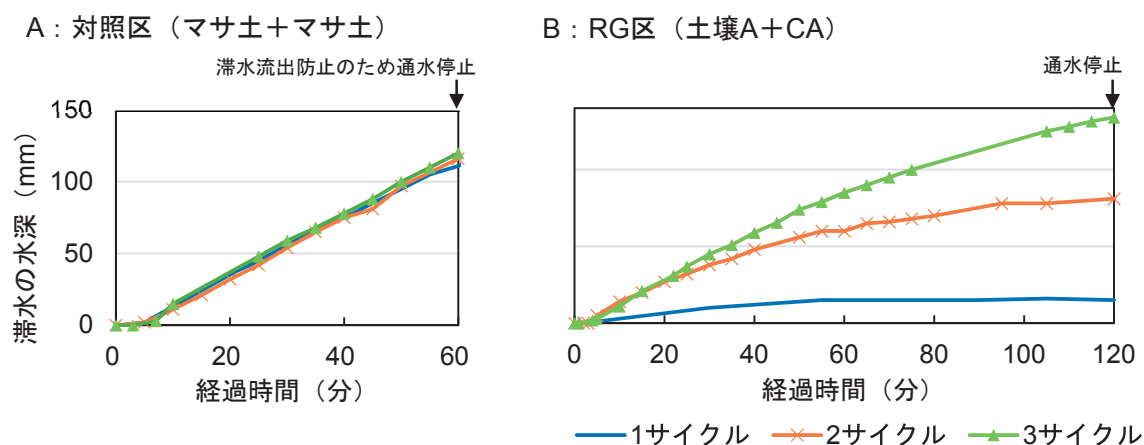 A：対照区（マサ土＋マサ土）
滞水流出防止のため通水停止
滞水の水深（mm）
150
100
50
0
0 20 40 60
経過時間（分）
B：RG区（土壌A＋CA）
通水停止
0 20 40 60 80 100 120
経過時間（分）
1サイクル 2サイクル 3サイクル